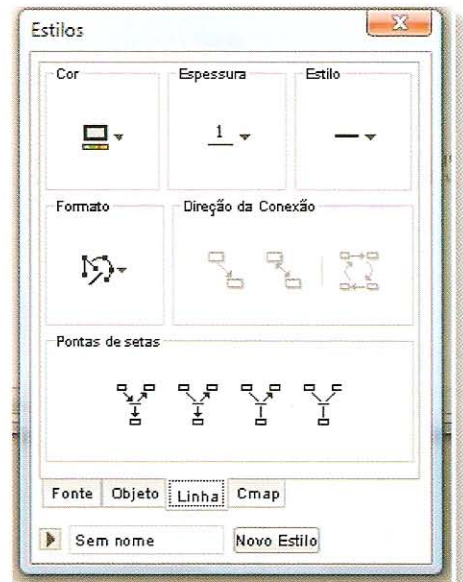 Estilos
Cor Espessura Estilo
1
Formato Direção da Conexão
Pontas de setas
Fonte Objeto Linha Cmap
Sem nome Novo Estilo